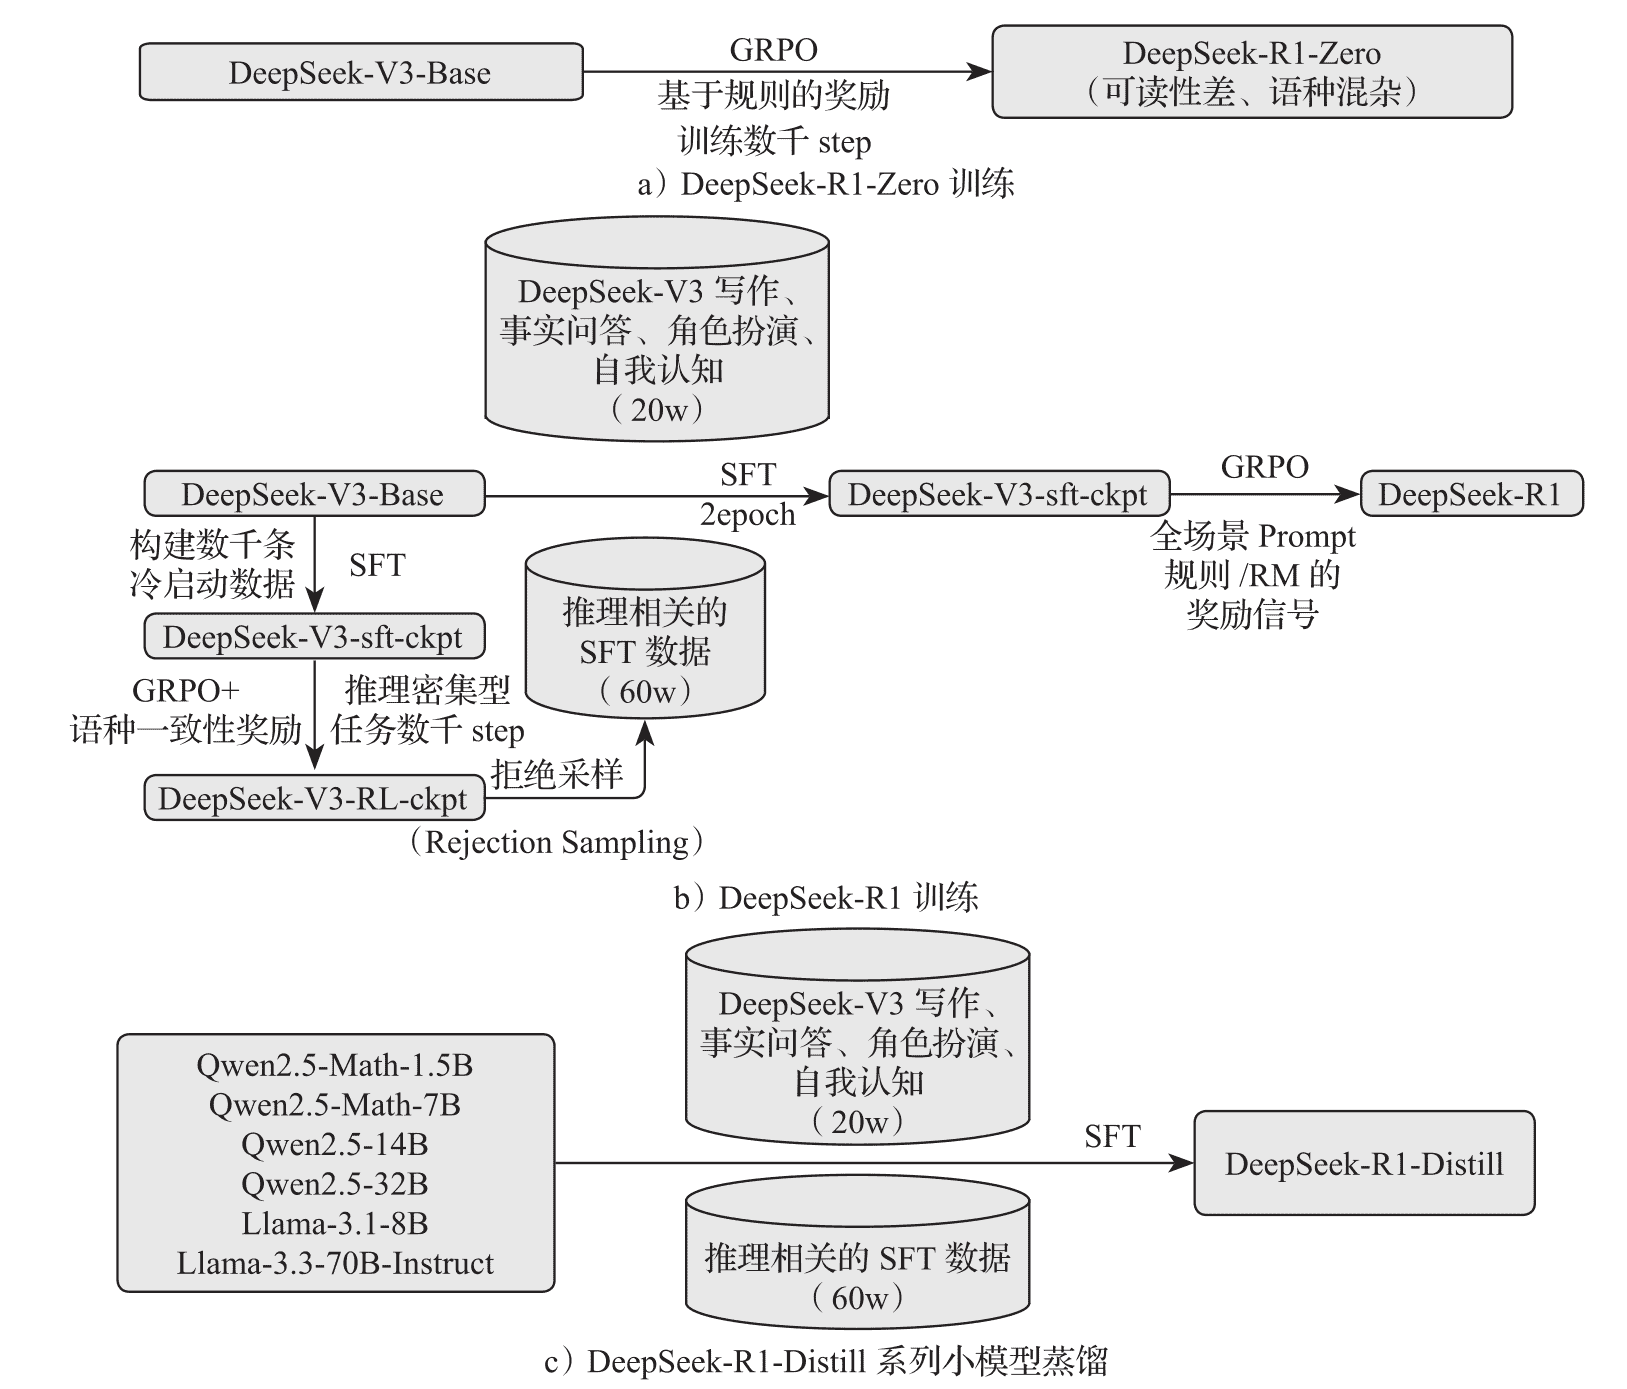 DeepSeek-V3-Base
GRPO
基于规则的奖励
训练数千 step
DeepSeek-R1-Zero
（可读性差、语种混杂）
a）DeepSeek-R1-Zero 训练
DeepSeek-V3 写作、
事实问答、角色扮演、
自我认知
（20w）
DeepSeek-V3-Base
SFT
2epoch
DeepSeek-V3-sft-ckpt
GRPO
全场景 Prompt
规则 /RM 的
奖励信号
DeepSeek-R1
构建数千条
冷启动数据
SFT
推理相关的
SFT 数据
（60w）
DeepSeek-V3-sft-ckpt
GRPO+
语种一致性奖励
推理密集型
任务数千 step
DeepSeek-V3-RL-ckpt
拒绝采样
（Rejection Sampling）
b）DeepSeek-R1 训练
DeepSeek-V3 写作、
事实问答、角色扮演、
自我认知
（20w）
Qwen2.5-Math-1.5B
Qwen2.5-Math-7B
Qwen2.5-14B
Qwen2.5-32B
Llama-3.1-8B
Llama-3.3-70B-Instruct
SFT
DeepSeek-R1-Distill
推理相关的 SFT 数据
（60w）
c）DeepSeek-R1-Distill 系列小模型蒸馏